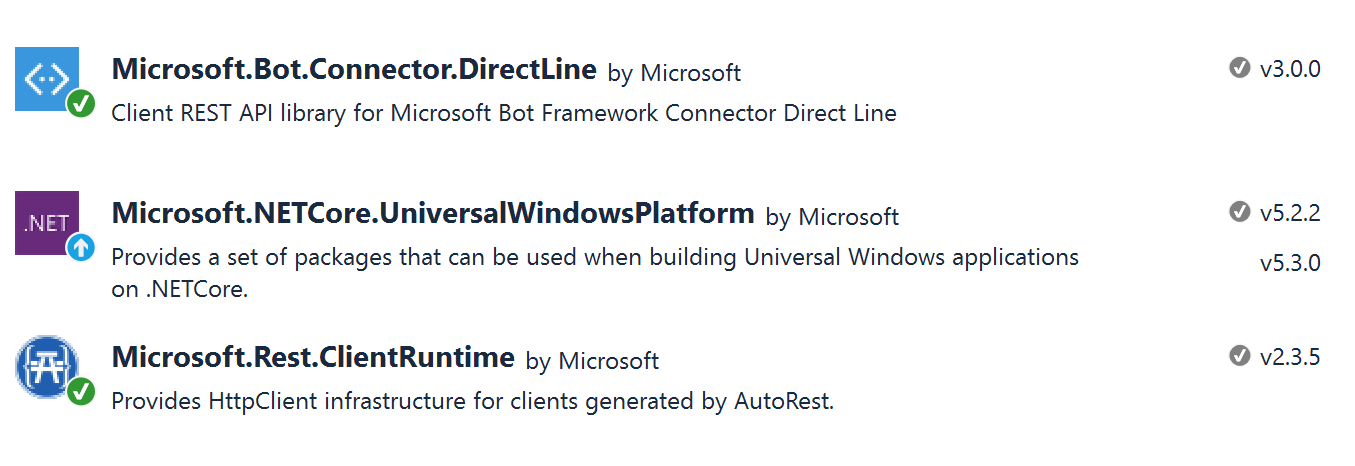 Microsoft.Bot.Connector.DirectLine by Microsoft v3.0.0
Client REST API library for Microsoft Bot Framework Connector Direct Line
.NET
Microsoft.NETCore.UniversalWindowsPlatform by Microsoft v5.2.2
Provides a set of packages that can be used when building Universal Windows applications v5.3.0
on .NETCore.
Microsoft.Rest.ClientRuntime by Microsoft v2.3.5
Provides HttpClient infrastructure for clients generated by AutoRest.